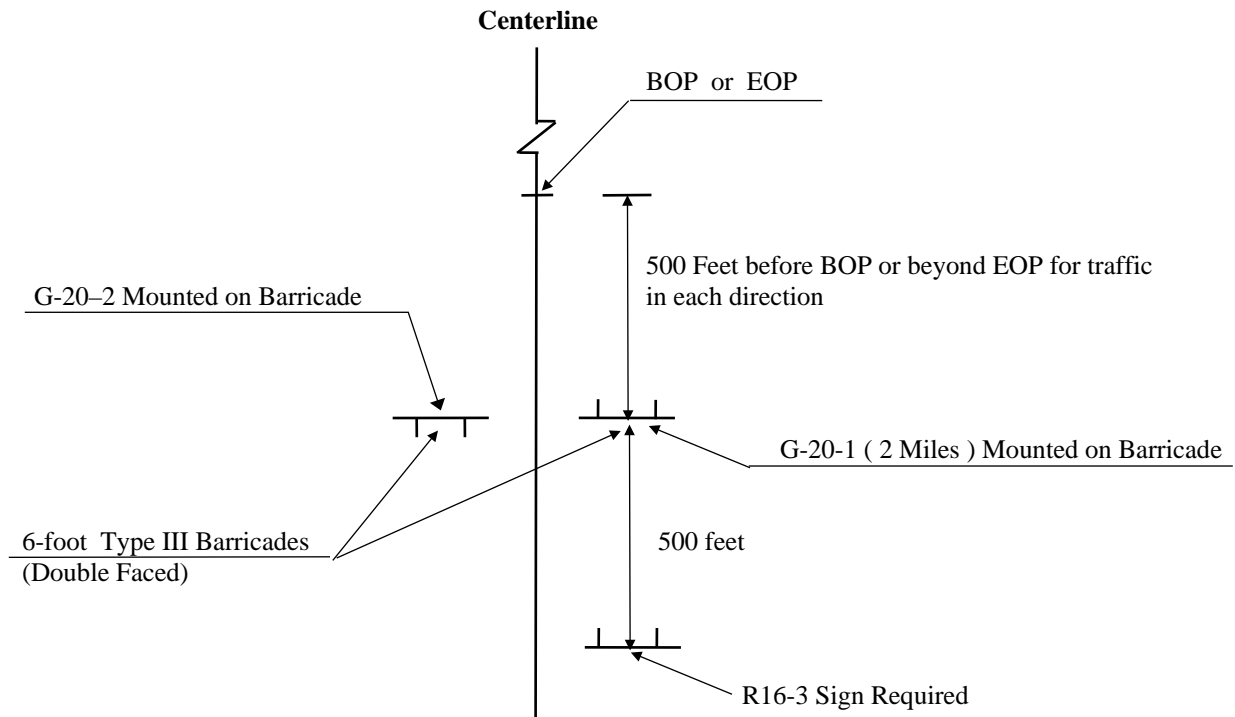 Centerline
BOP or EOP
500 Feet before BOP or beyond EOP for traffic
in each direction
G-20–2 Mounted on Barricade
G-20-1 ( 2 Miles ) Mounted on Barricade
6-foot Type III Barricades
(Double Faced)
500 feet
R16-3 Sign Required